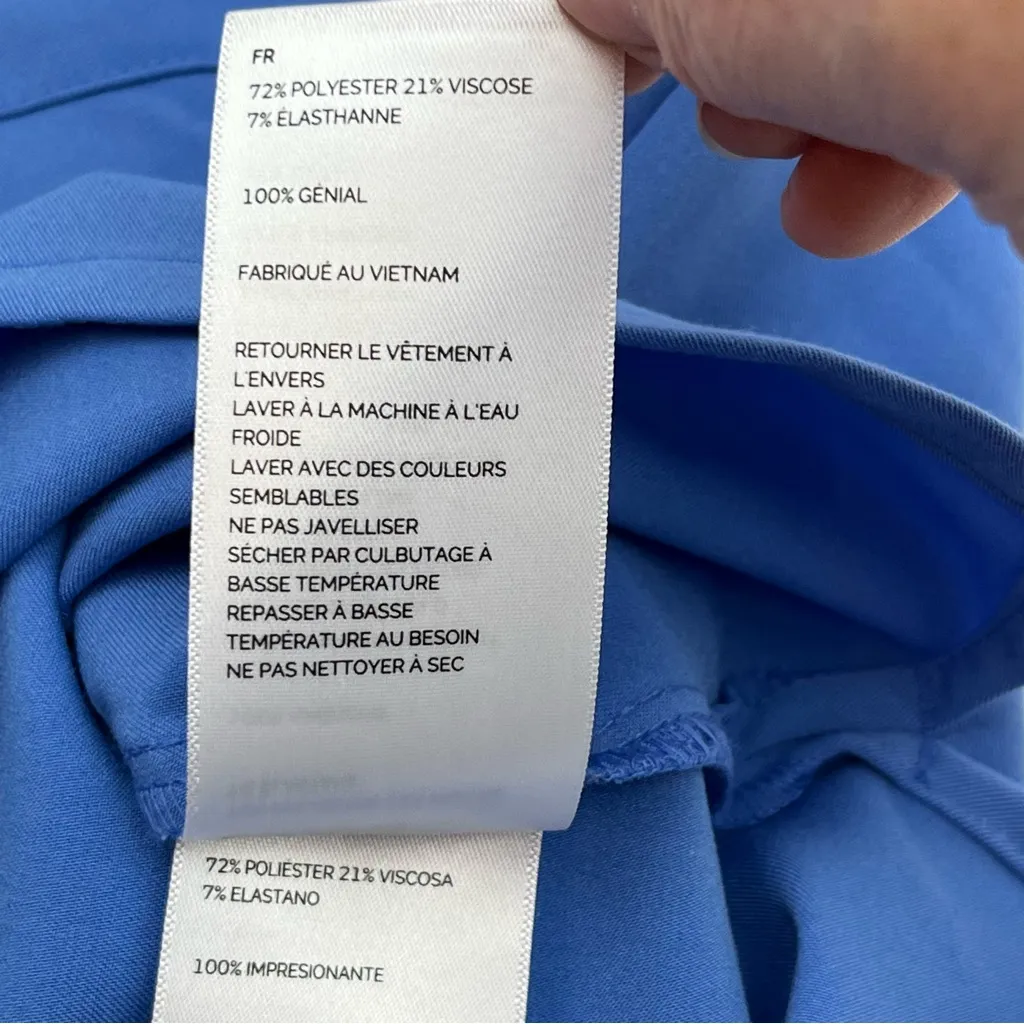 FR
72% POLYESTER 21% VISCOSE
7% ÉLASTHANNE
100% GÉNIAL
FABRIQUÉ AU VIETNAM
RETOURNER LE VÊTEMENT À
L'ENVERS
LAVER À LA MACHINE À L'EAU
FROIDE
LAVER AVEC DES COULEURS
SEMBLABLES
NE PAS JAVELLISER
SÉCHER PAR CULBUTAGE À
BASSE TEMPÉRATURE
REPASSER À BASSE
TEMPÉRATURE AU BESOIN
NE PAS NETTOYER À SEC
72% POLIÉSTER 21% VISCOSA
7% ELASTANO
100% IMPRESIONANTE